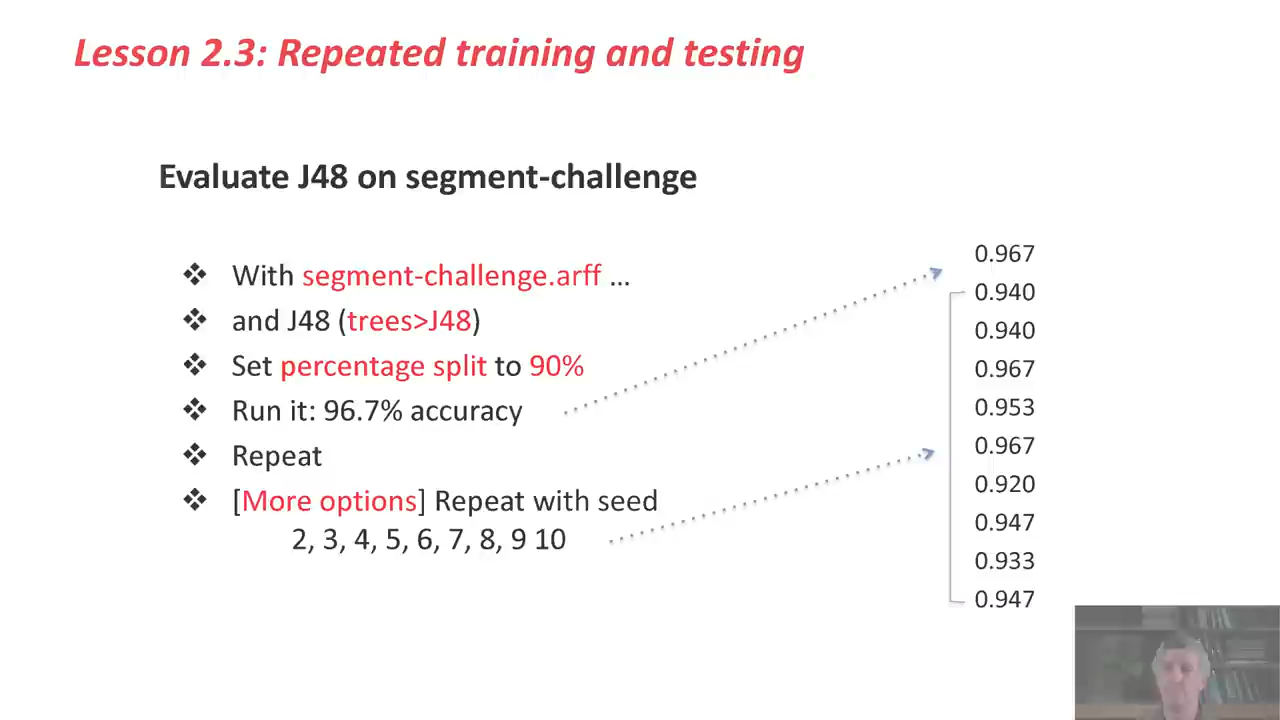 Lesson 2.3: Repeated training and testing
Evaluate J48 on segment-challenge
❖ With segment-challenge.arff ...
❖ and J48 (trees>J48)
❖ Set percentage split to 90%
❖ Run it: 96.7% accuracy
❖ Repeat
❖ [More options] Repeat with seed
2, 3, 4, 5, 6, 7, 8, 9 10
0.967
0.940
0.940
0.967
0.953
0.967
0.920
0.947
0.933
0.947